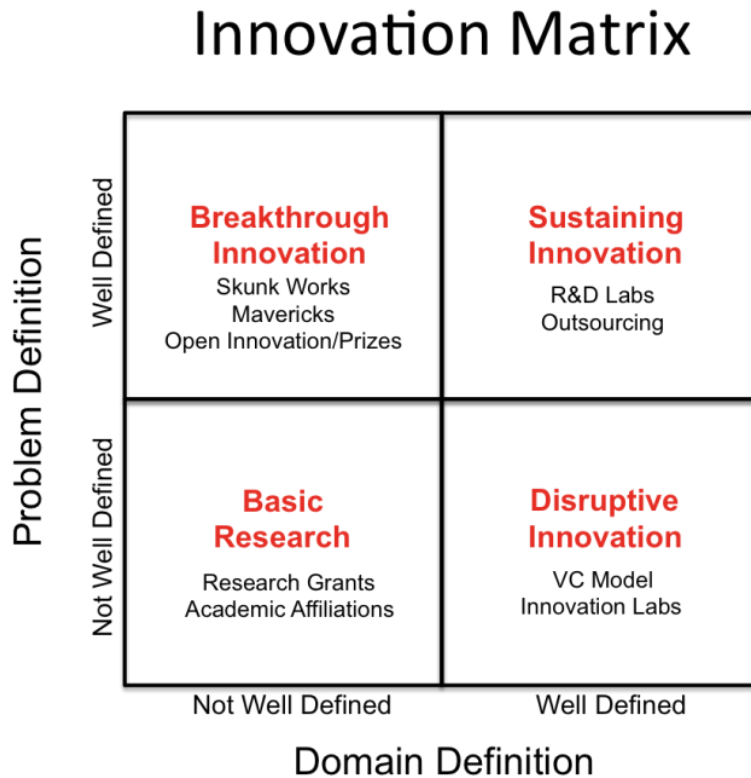 Innovation Matrix
Problem Definition
Well Defined
Not Well Defined
Breakthrough
Innovation
Skunk Works
Mavericks
Open Innovation/Prizes
Sustaining
Innovation
R&D Labs
Outsourcing
Basic
Research
Research Grants
Academic Affiliations
Disruptive
Innovation
VC Model
Innovation Labs
Not Well Defined
Well Defined
Domain Definition